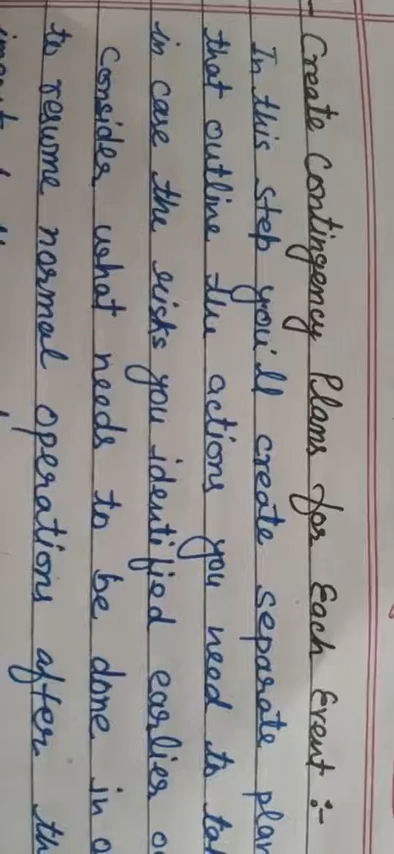 Create Contingency Plans for Each Event :-
In this step you'll create separate plan
that outline the actions you need to
in case the risks you identified earlier
Consider what needs to be done in
to resume normal operations after